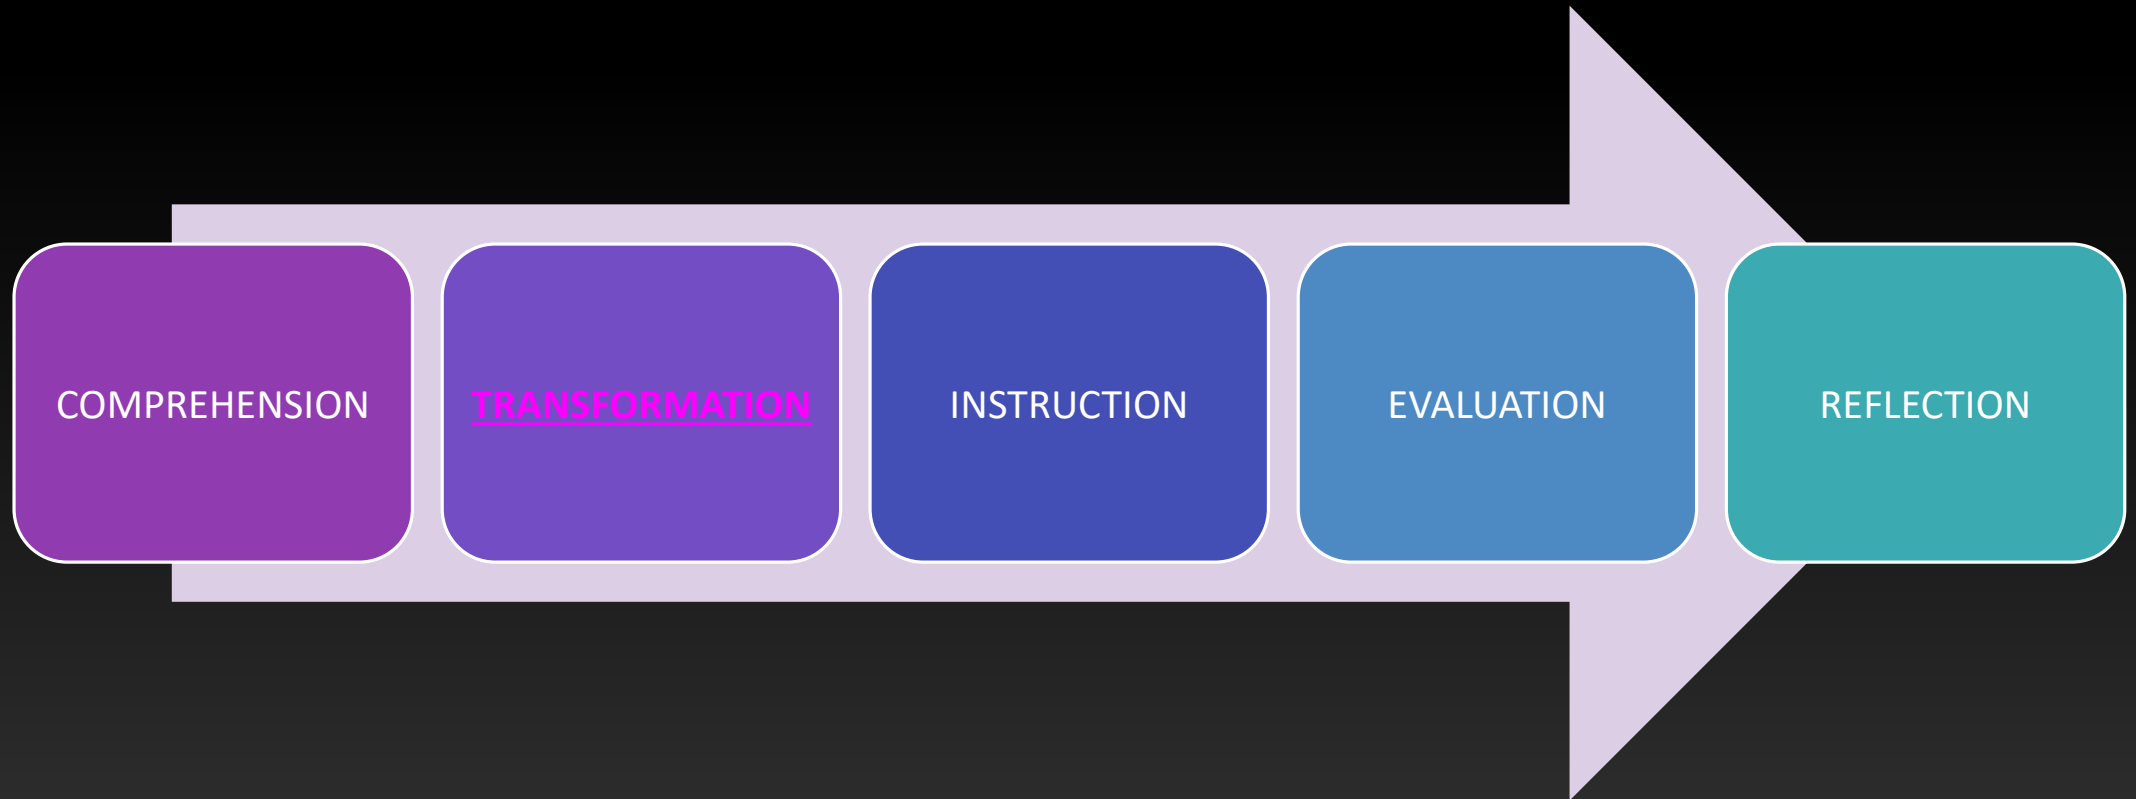 COMPREHENSION
TRANSFORMATION
INSTRUCTION
EVALUATION
REFLECTION